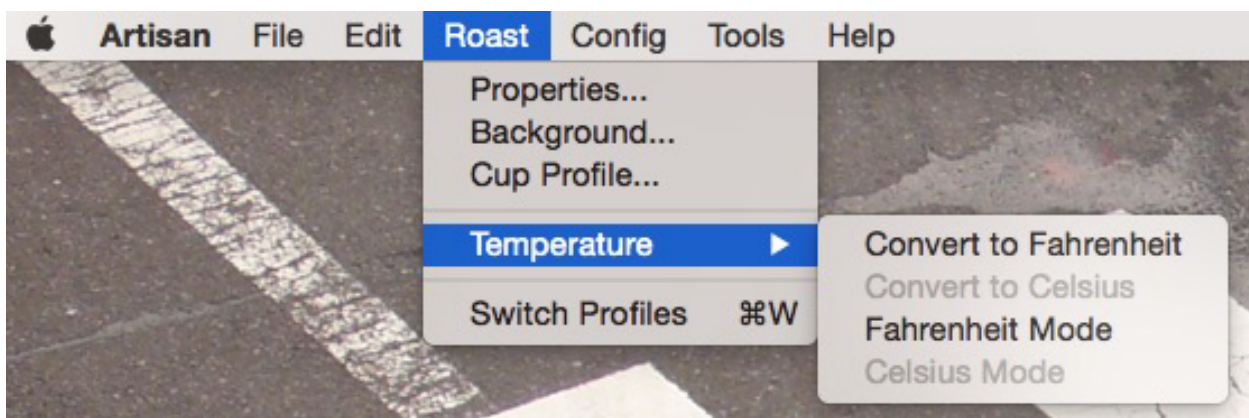 Artisan File Edit Roast Config Tools Help
Properties...
Background...
Cup Profile...
Temperature ▶
Switch Profiles ⌘W
Convert to Fahrenheit
Convert to Celsius
Fahrenheit Mode
Celsius Mode